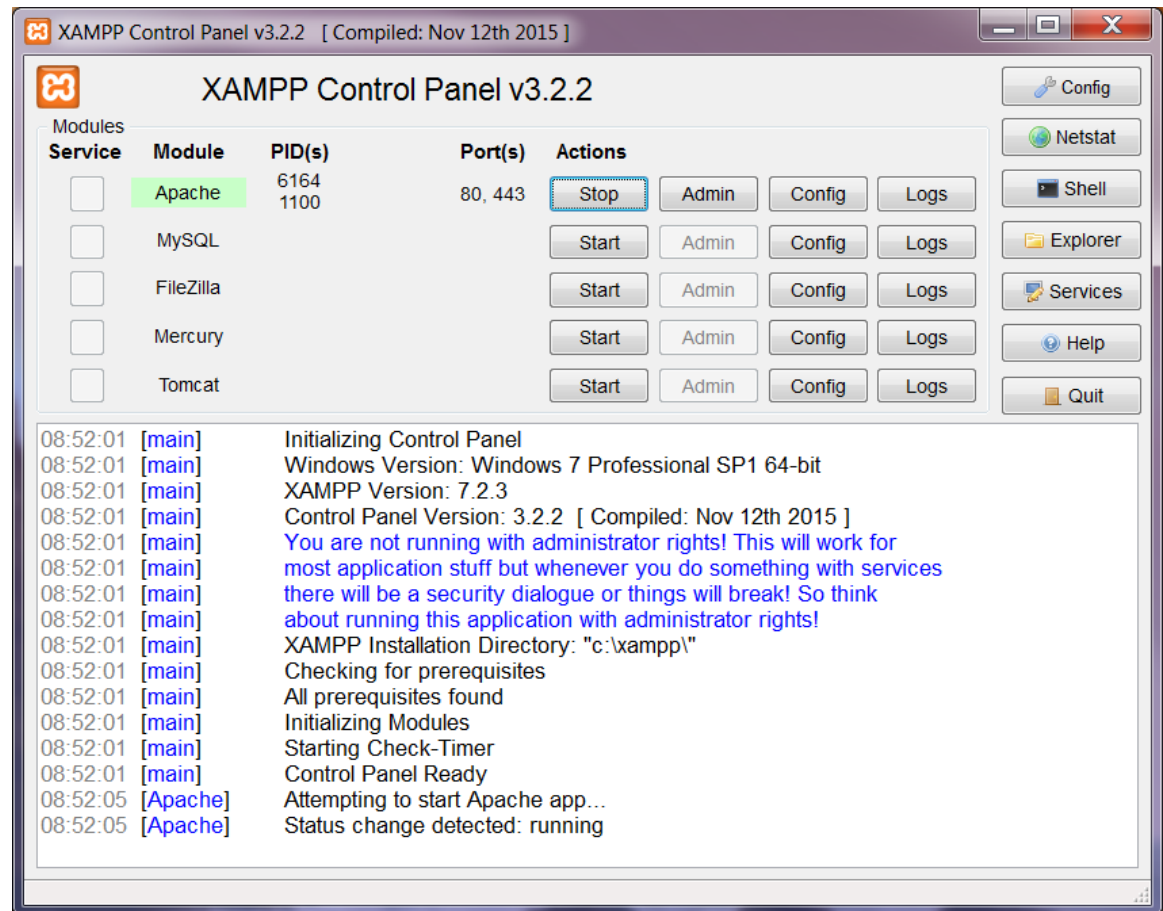 XAMPP Control Panel v3.2.2 [ Compiled: Nov 12th 2015 ]
XAMPP Control Panel v3.2.2
Config
Modules
Netstat
Service Module PID(s) Port(s) Actions
Apache 6164 1100 80, 443 Stop Admin Config Logs
Shell
MySQL Start Admin Config Logs
Explorer
FileZilla Start Admin Config Logs
Services
Mercury Start Admin Config Logs
Help
Tomcat Start Admin Config Logs
Quit
08:52:01 [main] Initializing Control Panel
08:52:01 [main] Windows Version: Windows 7 Professional SP1 64-bit
08:52:01 [main] XAMPP Version: 7.2.3
08:52:01 [main] Control Panel Version: 3.2.2 [ Compiled: Nov 12th 2015 ]
08:52:01 [main] You are not running with administrator rights! This will work for
08:52:01 [main] most application stuff but whenever you do something with services
08:52:01 [main] there will be a security dialogue or things will break! So think
08:52:01 [main] about running this application with administrator rights!
08:52:01 [main] XAMPP Installation Directory: "c:\xampp\"
08:52:01 [main] Checking for prerequisites
08:52:01 [main] All prerequisites found
08:52:01 [main] Initializing Modules
08:52:01 [main] Starting Check-Timer
08:52:01 [main] Control Panel Ready
08:52:05 [Apache] Attempting to start Apache app...
08:52:05 [Apache] Status change detected: running